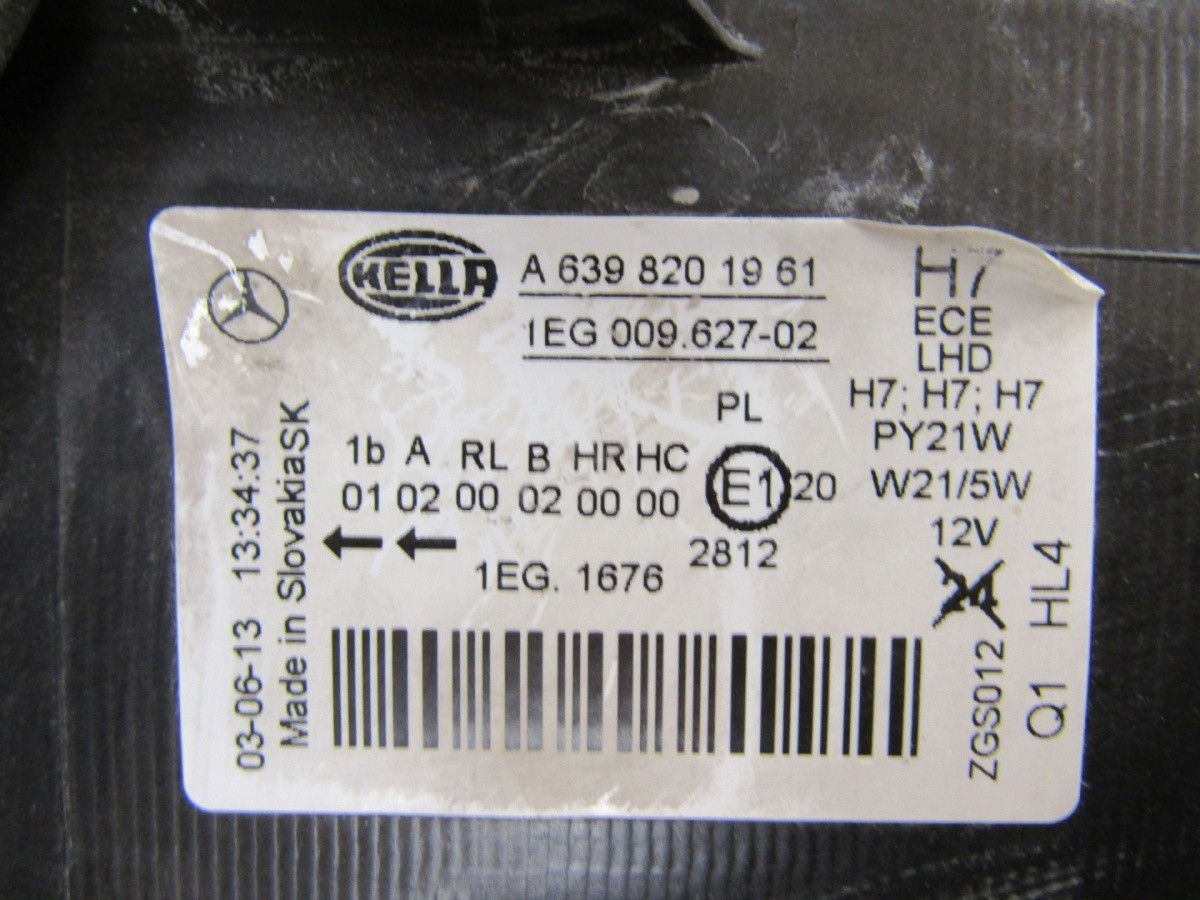 HELLA
A 639 820 19 61
1EG 009.627-02
H7
ECE
LHD
H7; H7; H7
PY21W
W21/5W
12V
PL
1b A RL B HR HC
01 02 00 02 00 00
E1 20
2812
1EG. 1676
03-06-13 13:34:37
Made in SlovakiaSK
ZGS012
Q1 HL4